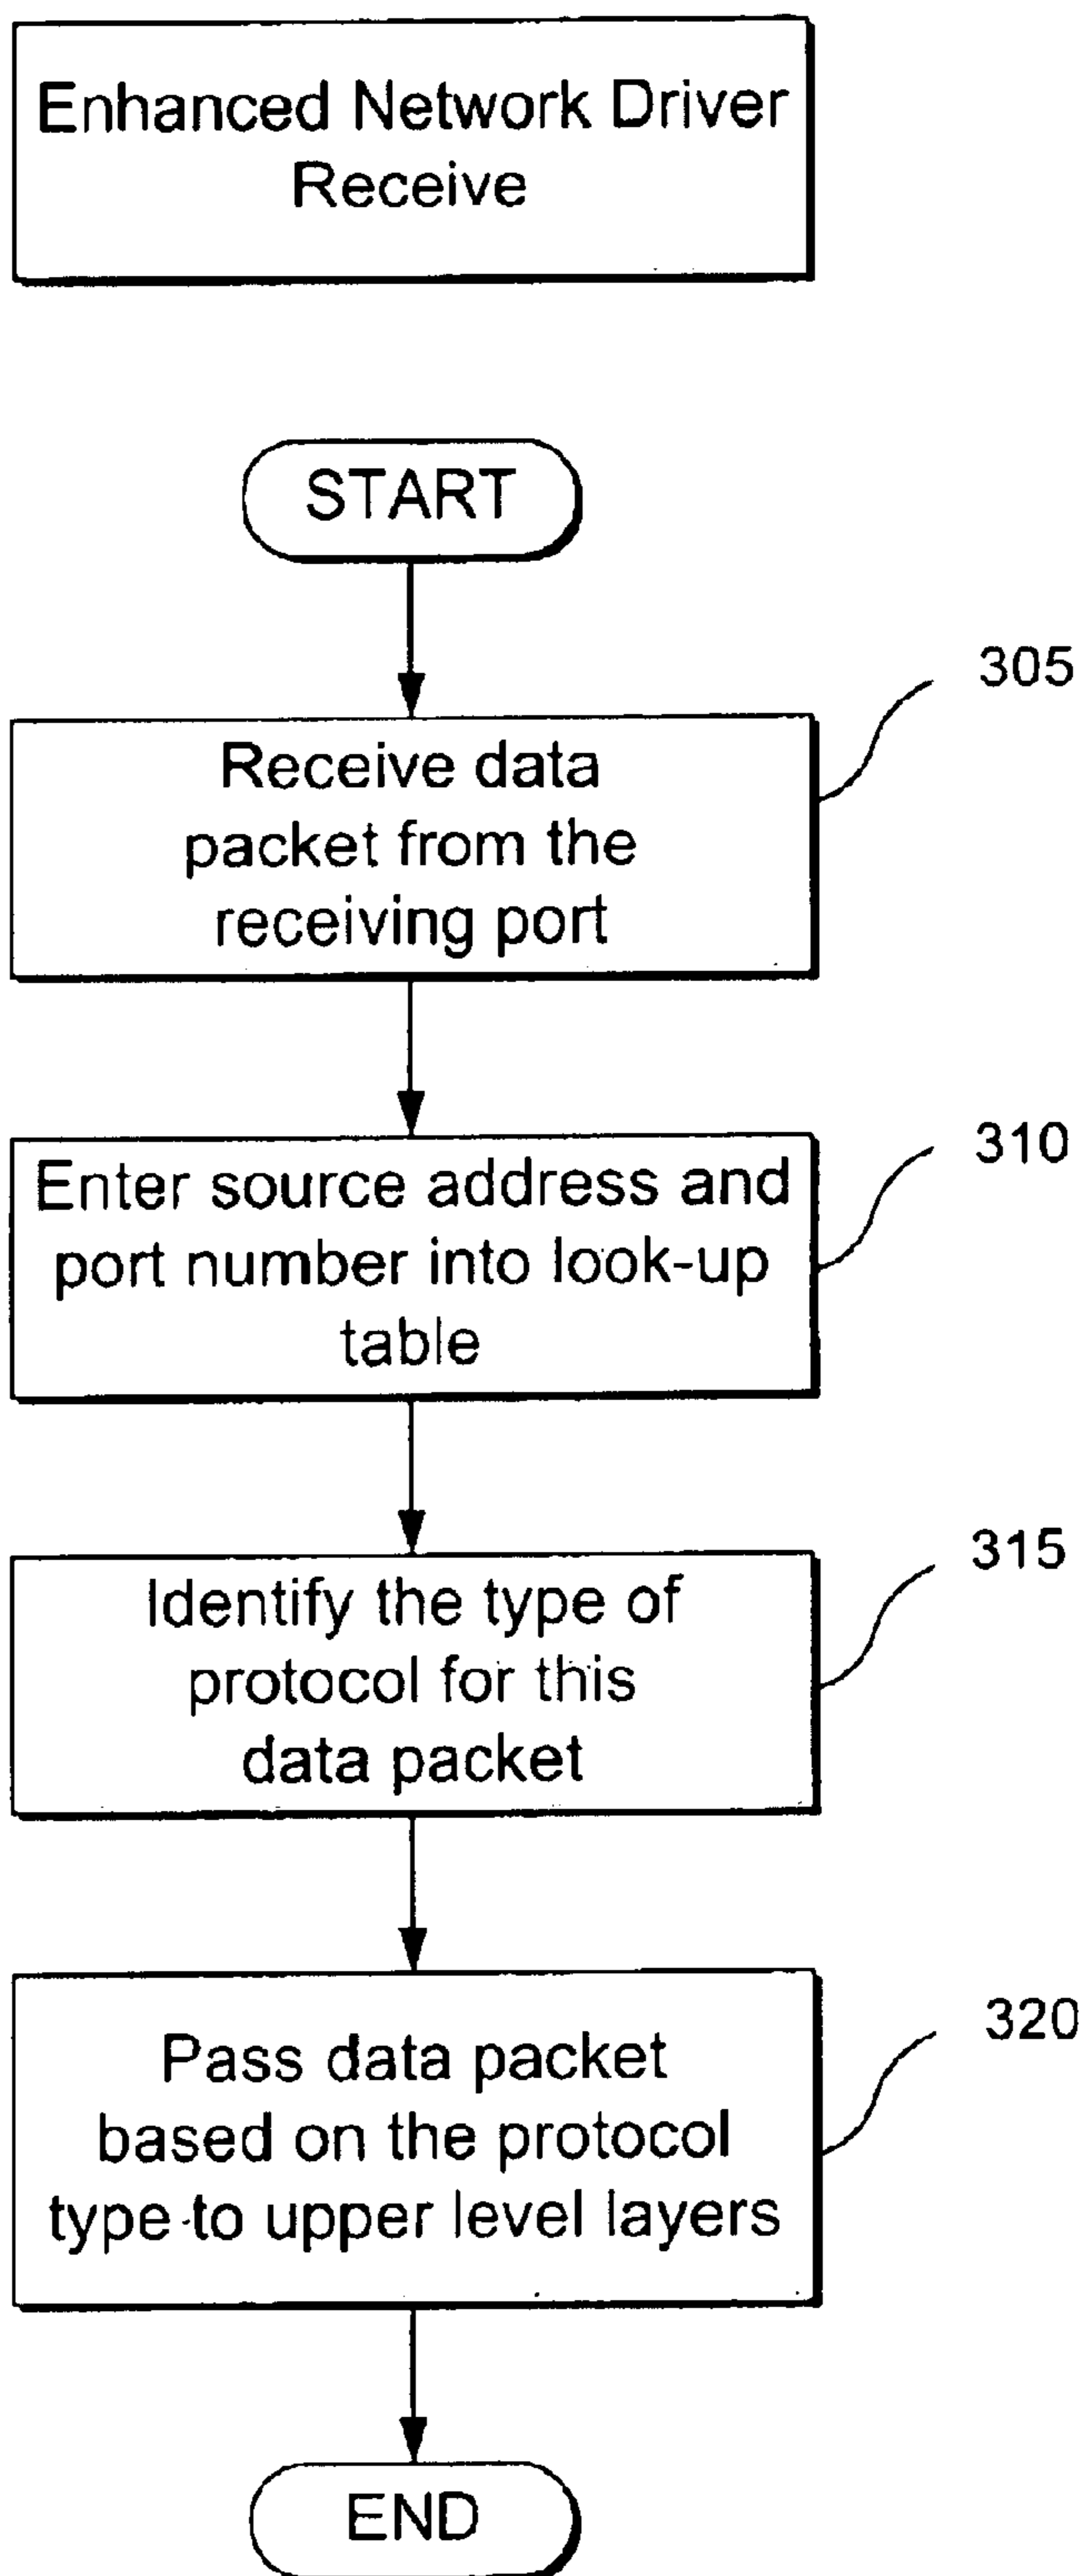 Enhanced Network Driver
Receive
START
305
Receive data
packet from the
receiving port
310
Enter source address and
port number into look-up
table
315
Identify the type of
protocol for this
data packet
320
Pass data packet
based on the protocol
type to upper level layers
END